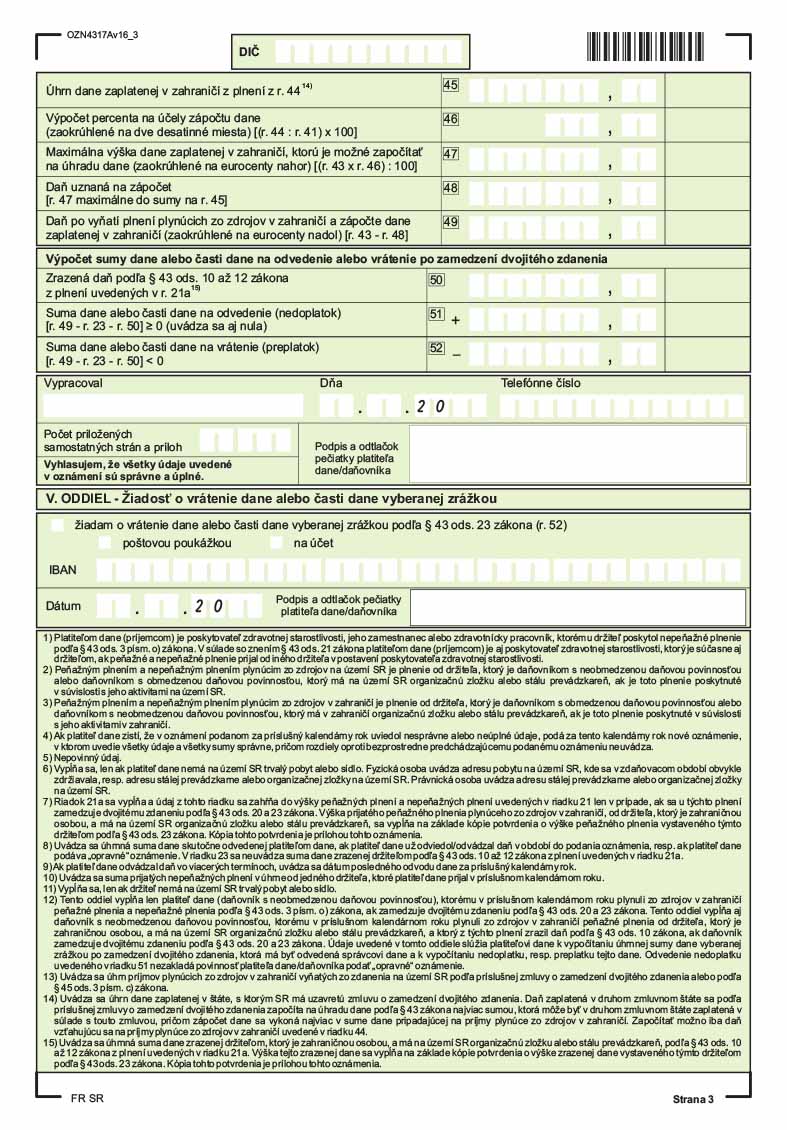 OZN4317Av16_3
DIČ
Úhrn dane zaplatenej v zahraničí z plnení z r. 44 14)
45
,
Výpočet percenta na účely zápočtu dane
(zaokrúhlené na dve desatinné miesta) [(r. 44 : r. 41) x 100]
46
,
Maximálna výška dane zaplatenej v zahraničí, ktorú je možné započítať
na úhradu dane (zaokrúhlené na eurocenty nahor) [(r. 43 x r. 46) : 100]
47
,
Daň uznaná na zápočet
[r. 47 maximálne do sumy na r. 45]
48
,
Daň po vyňatí plnení plynúcich zo zdrojov v zahraničí a zápočte dane
zaplatenej v zahraničí (zaokrúhlené na eurocenty nadol) [r. 43 - r. 48]
49
,
Výpočet sumy dane alebo časti dane na odvedenie alebo vrátenie po zamedzení dvojitého zdanenia
Zrazená daň podľa § 43 ods. 10 až 12 zákona
z plnení uvedených v r. 21a 15)
50
,
Suma dane alebo časti dane na odvedenie (nedoplatok)
[r. 49 - r. 23 - r. 50] ≥ 0 (uvádza sa aj nula)
51 +
,
Suma dane alebo časti dane na vrátenie (preplatok)
[r. 49 - r. 23 - r. 50] < 0
52 –
,
Vypracoval
Dňa
Telefónne číslo
. . 20
Počet priložených
samostatných strán a príloh
Vyhlasujem, že všetky údaje uvedené
v oznámení sú správne a úplné.
Podpis a odtlačok
pečiatky platiteľa
dane/daňovníka
V. ODDIEL - Žiadosť o vrátenie dane alebo časti dane vyberanej zrážkou
žiadam o vrátenie dane alebo časti dane vyberanej zrážkou podľa § 43 ods. 23 zákona (r. 52)
poštovou poukážkou na účet
IBAN
Dátum . . 20
Podpis a odtlačok pečiatky
platiteľa dane/daňovníka
1) Platiteľom dane (príjemcom) je poskytovateľ zdravotnej starostlivosti, jeho zamestnanec alebo zdravotnícky pracovník, ktorému držiteľ poskytol nepeňažné plnenie
podľa § 43 ods. 3 písm. o) zákona. V súlade so znením § 43 ods. 21 zákona platiteľom dane (príjemcom) je aj poskytovateľ zdravotnej starostlivosti, ktorý je súčasne aj
držiteľom, ak peňažné a nepeňažné plnenie prijal od iného držiteľa v postavení poskytovateľa zdravotnej starostlivosti.
2) Peňažným plnením a nepeňažným plnením plynúcim zo zdrojov na území SR je plnenie od držiteľa, ktorý je daňovníkom s neobmedzenou daňovou povinnosťou
alebo daňovníkom s obmedzenou daňovou povinnosťou, ktorý má na území SR organizačnú zložku alebo stálu prevádzkareň, ak je toto plnenie poskytnuté
v súvislosti s jeho aktivitami na území SR.
3) Peňažným plnením a nepeňažným plnením plynúcim zo zdrojov v zahraničí je plnenie od držiteľa, ktorý je daňovníkom s obmedzenou daňovou povinnosťou alebo
daňovníkom s neobmedzenou daňovou povinnosťou, ktorý má v zahraničí organizačnú zložku alebo stálu prevádzkareň, ak je toto plnenie poskytnuté v súvislosti
s jeho aktivitami v zahraničí.
4) Ak platiteľ dane zistí, že v oznámení podanom za príslušný kalendárny rok uviedol nesprávne alebo neúplné údaje, podá za tento kalendárny rok nové oznámenie,
v ktorom uvedie všetky údaje a všetky sumy správne, pričom rozdiely oproti bezprostredne predchádzajúcemu podanému oznámeniu neuvádza.
5) Nepovinný údaj.
6) Vypĺňa sa, len ak platiteľ dane nemá na území SR trvalý pobyt alebo sídlo. Fyzická osoba uvádza adresu pobytu na území SR, kde sa v zdaňovacom období obvykle
zdržiavala, resp. adresu stálej prevádzkarne alebo organizačnej zložky na území SR. Právnická osoba uvádza adresu stálej prevádzkarne alebo organizačnej zložky
na území SR.
7) Riadok 21a sa vypĺňa a údaj z tohto riadku sa zahŕňa do výšky peňažných plnení a nepeňažných plnení uvedených v riadku 21 len v prípade, ak sa u týchto plnení
zamedzuje dvojitému zdaneniu podľa § 43 ods. 20 a 23 zákona. Výška prijatého peňažného plnenia plynúceho zo zdrojov v zahraničí, od držiteľa, ktorý je zahraničnou
osobou, a má na území SR organizačnú zložku alebo stálu prevádzkareň, sa vypĺňa na základe kópie potvrdenia o výške peňažného plnenia vystaveného týmto
držiteľom podľa § 43 ods. 23 zákona. Kópia tohto potvrdenia je prílohou tohto oznámenia.
8) Uvádza sa úhrnná suma dane skutočne odvedenej platiteľom dane, ak platiteľ dane už odviedol/odvádzal daň v období do podania oznámenia, resp. ak platiteľ dane
podáva „opravné“ oznámenie. V riadku 23 sa neuvádza suma dane zrazenej držiteľom podľa § 43 ods. 10 až 12 zákona z plnení uvedených v riadku 21a.
9) Ak platiteľ dane odvádzal daň vo viacerých termínoch, uvádza sa dátum posledného odvodu dane za príslušný kalendárny rok.
10) Uvádza sa suma prijatých nepeňažných plnení v úhrne od jedného držiteľa, ktoré platiteľ dane prijal v príslušnom kalendárnom roku.
11) Vypĺňa sa, len ak držiteľ nemá na území SR trvalý pobyt alebo sídlo.
12) Tento oddiel vypĺňa len platiteľ dane (daňovník s neobmedzenou daňovou povinnosťou), ktorému v príslušnom kalendárnom roku plynuli zo zdrojov v zahraničí
peňažné plnenia a nepeňažné plnenia podľa § 43 ods. 3 písm. o) zákona, ak zamedzuje dvojitému zdaneniu podľa § 43 ods. 20 a 23 zákona. Tento oddiel vypĺňa aj
daňovník s neobmedzenou daňovou povinnosťou, ktorému v príslušnom kalendárnom roku plynuli zo zdrojov v zahraničí peňažné plnenia od držiteľa, ktorý je
zahraničnou osobou, a má na území SR organizačnú zložku alebo stálu prevádzkareň, a ktorý z týchto plnení zrazil daň podľa § 43 ods. 10 zákona, ak daňovník
zamedzuje dvojitému zdaneniu podľa § 43 ods. 20 a 23 zákona. Údaje uvedené v tomto oddiele slúžia platiteľovi dane k vypočítaniu úhrnnej sumy dane vyberanej
zrážkou po zamedzení dvojitého zdanenia, ktorá má byť odvedená správcovi dane a k vypočítaniu nedoplatku, resp. preplatku tejto dane. Odvedenie nedoplatku
uvedeného v riadku 51 nezakladá povinnosť platiteľa dane/daňovníka podať „opravné“ oznámenie.
13) Uvádza sa úhrn príjmov plynúcich zo zdrojov v zahraničí vyňatých zo zdanenia na území SR podľa príslušnej zmluvy o zamedzení dvojitého zdanenia alebo podľa
§ 45 ods. 3 písm. c) zákona.
14) Uvádza sa úhrn dane zaplatenej v štáte, s ktorým SR má uzavretú zmluvu o zamedzení dvojitého zdanenia. Daň zaplatená v druhom zmluvnom štáte sa podľa
príslušnej zmluvy o zamedzení dvojitého zdanenia započíta na úhradu dane podľa § 43 zákona najviac sumou, ktorá môže byť v druhom zmluvnom štáte zaplatená v
súlade s touto zmluvou, pričom zápočet dane sa vykoná najviac v sume dane pripadajúcej na príjmy plynúce zo zdrojov v zahraničí. Započítať možno iba daň
vzťahujúcu sa na príjmy plynúce zo zdrojov v zahraničí uvedené v riadku 44.
15) Uvádza sa úhrnná suma dane zrazenej držiteľom, ktorý je zahraničnou osobou, a má na území SR organizačnú zložku alebo stálu prevádzkareň, podľa § 43 ods. 10
až 12 zákona z plnení uvedených v riadku 21a. Výška tejto zrazenej dane sa vypĺňa na základe kópie potvrdenia o výške zrazenej dane vystaveného týmto držiteľom
podľa § 43 ods. 23 zákona. Kópia tohto potvrdenia je prílohou tohto oznámenia.
FR SR
Strana 3